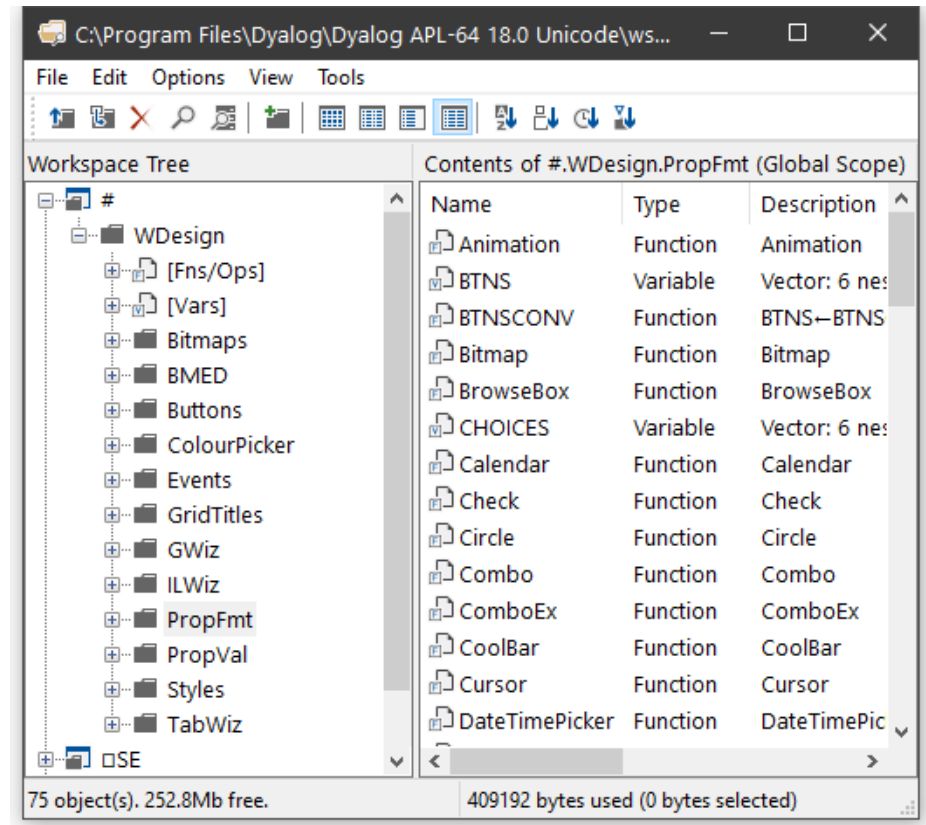 C:\Program Files\Dyalog\Dyalog APL-64 18.0 Unicode\ws...
File Edit Options View Tools
Workspace Tree
#
WDesign
[Fns/Ops]
[Vars]
Bitmaps
BMED
Buttons
ColourPicker
Events
GridTitles
GWiz
ILWiz
PropFmt
PropVal
Styles
TabWiz
⎕SE
Contents of #.WDesign.PropFmt (Global Scope)
Name Type Description
Animation Function Animation
BTNS Variable Vector: 6 nes
BTNSCONV Function BTNS←BTNS
Bitmap Function Bitmap
BrowseBox Function BrowseBox
CHOICES Variable Vector: 6 nes
Calendar Function Calendar
Check Function Check
Circle Function Circle
Combo Function Combo
ComboEx Function ComboEx
CoolBar Function CoolBar
Cursor Function Cursor
DateTimePicker Function DateTimePic
75 object(s). 252.8Mb free.
409192 bytes used (0 bytes selected)